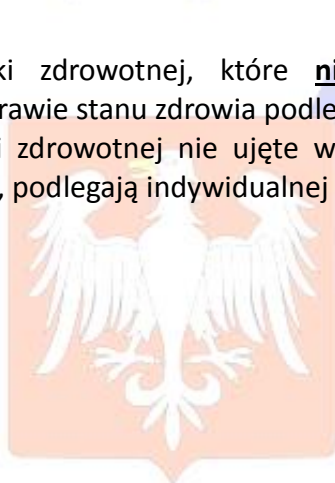 ki zdrowotnej, które ni
rawie stanu zdrowia podle
i zdrowotnej nie ujęte w
, podlegają indywidualnej